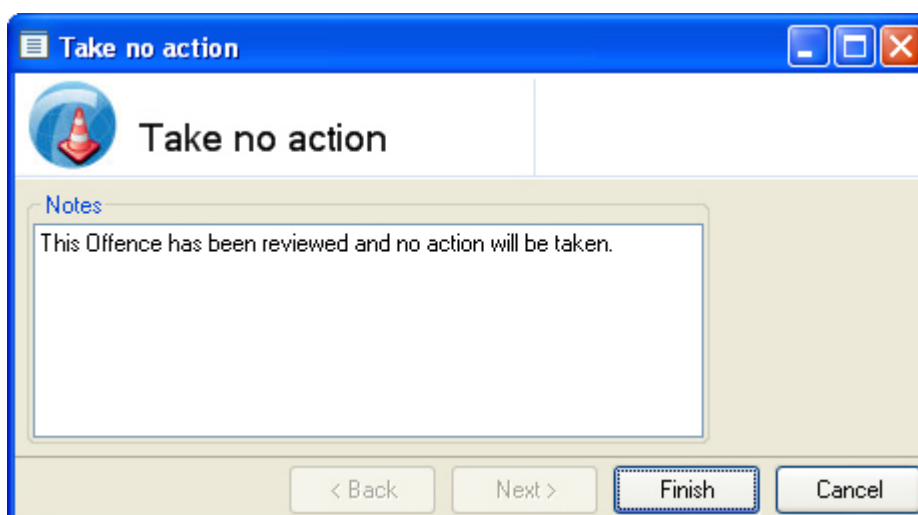 Take no action
Take no action
Notes
This Offence has been reviewed and no action will be taken.
< Back
Next >
Finish
Cancel